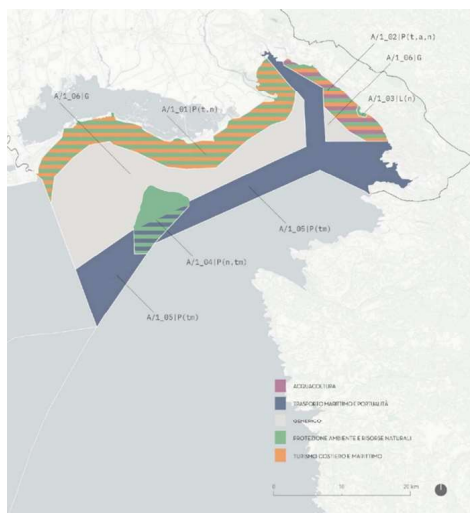 A/1_02|P(t,a,n)
A/1_06|G
A/1_06|G
A/1_03|L(n)
A/1_01|P(t,n)
A/1_05|P(tm)
A/1_04|P(n,tm)
A/1_05|P(tm)
ACQUACOLTURA
TRASPORTO MARITTIMO E PORTUALITÀ
GENERICO
PROTEZIONE AMBIENTE E RISORSE NATURALI
TURISMO COSTIERO E MARITTIMO
0 10 20 km